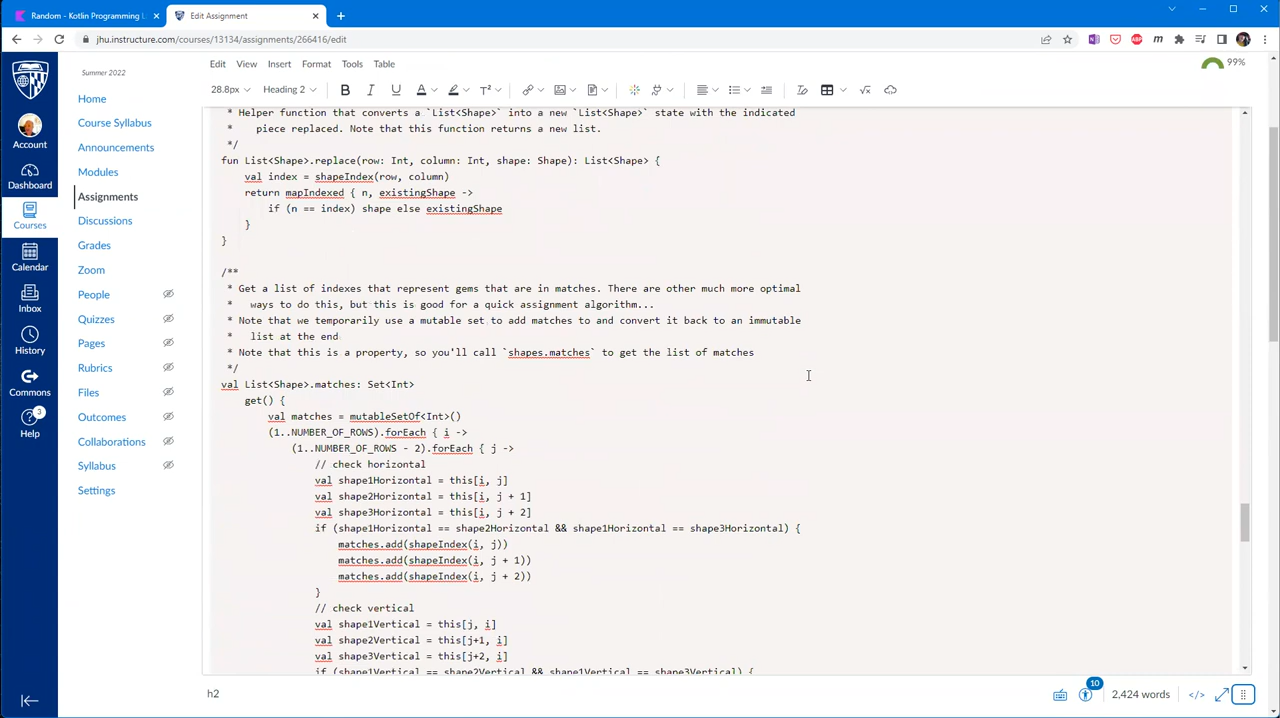 Random - Kotlin Programming L
Edit Assignment
jhu.instructure.com/courses/13134/assignments/266416/edit
Account
Dashboard
Courses
Calendar
Inbox
History
Commons
3
Help
Summer 2022
Home
Course Syllabus
Announcements
Modules
Assignments
Discussions
Grades
Zoom
People
Quizzes
Pages
Rubrics
Files
Outcomes
Collaborations
Syllabus
Settings
Edit View Insert Format Tools Table
99%
28.8px Heading 2 B I U A T²
* Helper function that converts a `List<Shape>` into a new `List<Shape>` state with the indicated
* piece replaced. Note that this function returns a new list.
*/
fun List<Shape>.replace(row: Int, column: Int, shape: Shape): List<Shape> {
val index = shapeIndex(row, column)
return mapIndexed { n, existingShape ->
if (n == index) shape else existingShape
}
}
/**
* Get a list of indexes that represent gems that are in matches. There are other much more optimal
* ways to do this, but this is good for a quick assignment algorithm...
* Note that we temporarily use a mutable set to add matches to and convert it back to an immutable
* list at the end
* Note that this is a property, so you'll call `shapes.matches` to get the list of matches
*/
val List<Shape>.matches: Set<Int>
get() {
val matches = mutableSetOf<Int>()
(1..NUMBER_OF_ROWS).forEach { i ->
(1..NUMBER_OF_ROWS - 2).forEach { j ->
// check horizontal
val shape1Horizontal = this[i, j]
val shape2Horizontal = this[i, j + 1]
val shape3Horizontal = this[i, j + 2]
if (shape1Horizontal == shape2Horizontal && shape1Horizontal == shape3Horizontal) {
matches.add(shapeIndex(i, j))
matches.add(shapeIndex(i, j + 1))
matches.add(shapeIndex(i, j + 2))
}
// check vertical
val shape1Vertical = this[j, i]
val shape2Vertical = this[j+1, i]
val shape3Vertical = this[j+2, i]
if (shape1Vertical == shape2Vertical && shape1Vertical == shape3Vertical) {
h2
10
2,424 words
</>